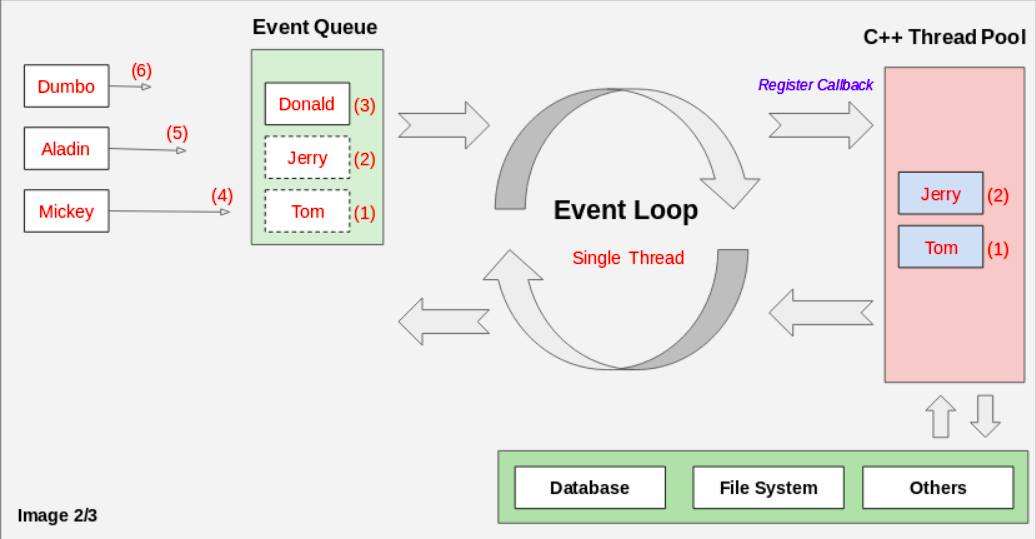 Event Queue
C++ Thread Pool
Dumbo
(6)
Register Callback
Donald
(3)
Aladin
(5)
Jerry
(2)
Mickey
(4)
Tom
(1)
Event Loop
Single Thread
Jerry
(2)
Tom
(1)
Database
File System
Others
Image 2/3